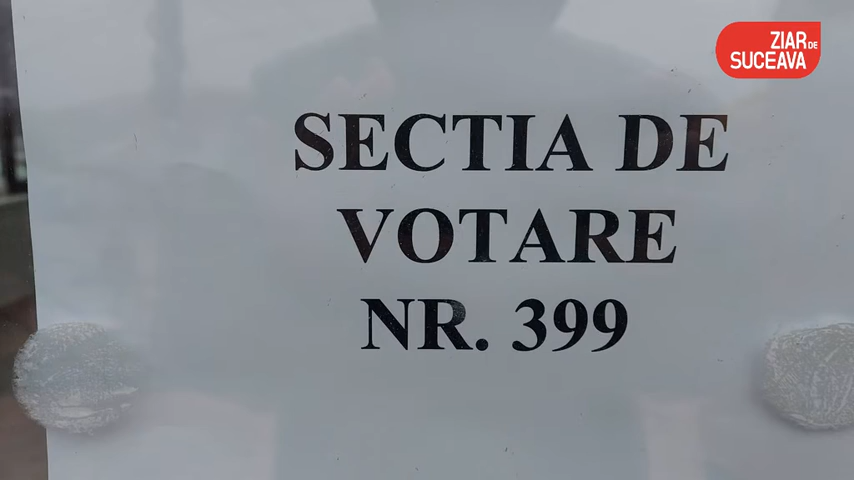 ZIAR DE
SUCEAVA
SECTIA DE
VOTARE
NR. 399